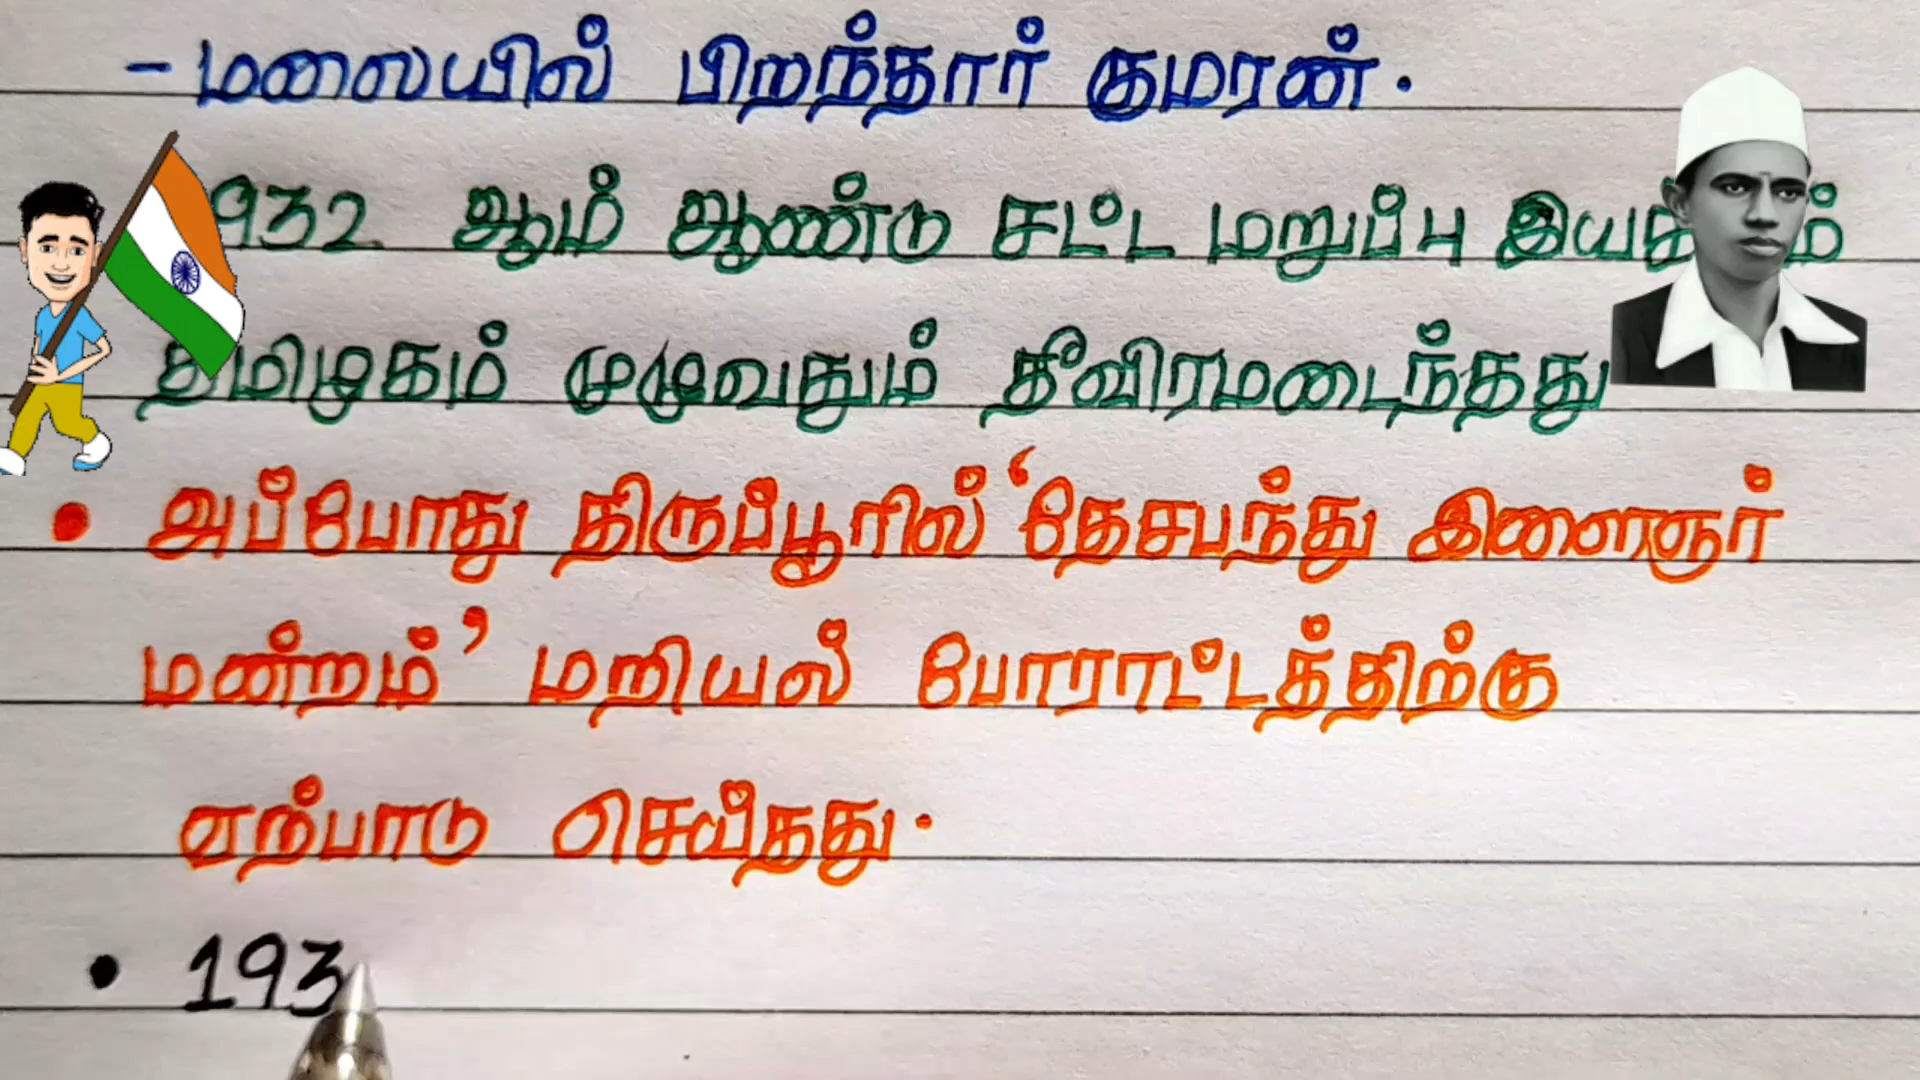 - மலையில் பிறந்தார் குமரன்.
1932 ஆம் ஆண்டு சட்ட மறுப்பு இயக்கம்
தமிழகம் முழுவதும் தீவிரமடைந்தது
• அப்போது திருப்பூரில் ‘தேசபந்து இளைஞர்
மன்றம்’ மறியல் போராட்டத்திற்கு
ஏற்பாடு செய்தது.
• 193